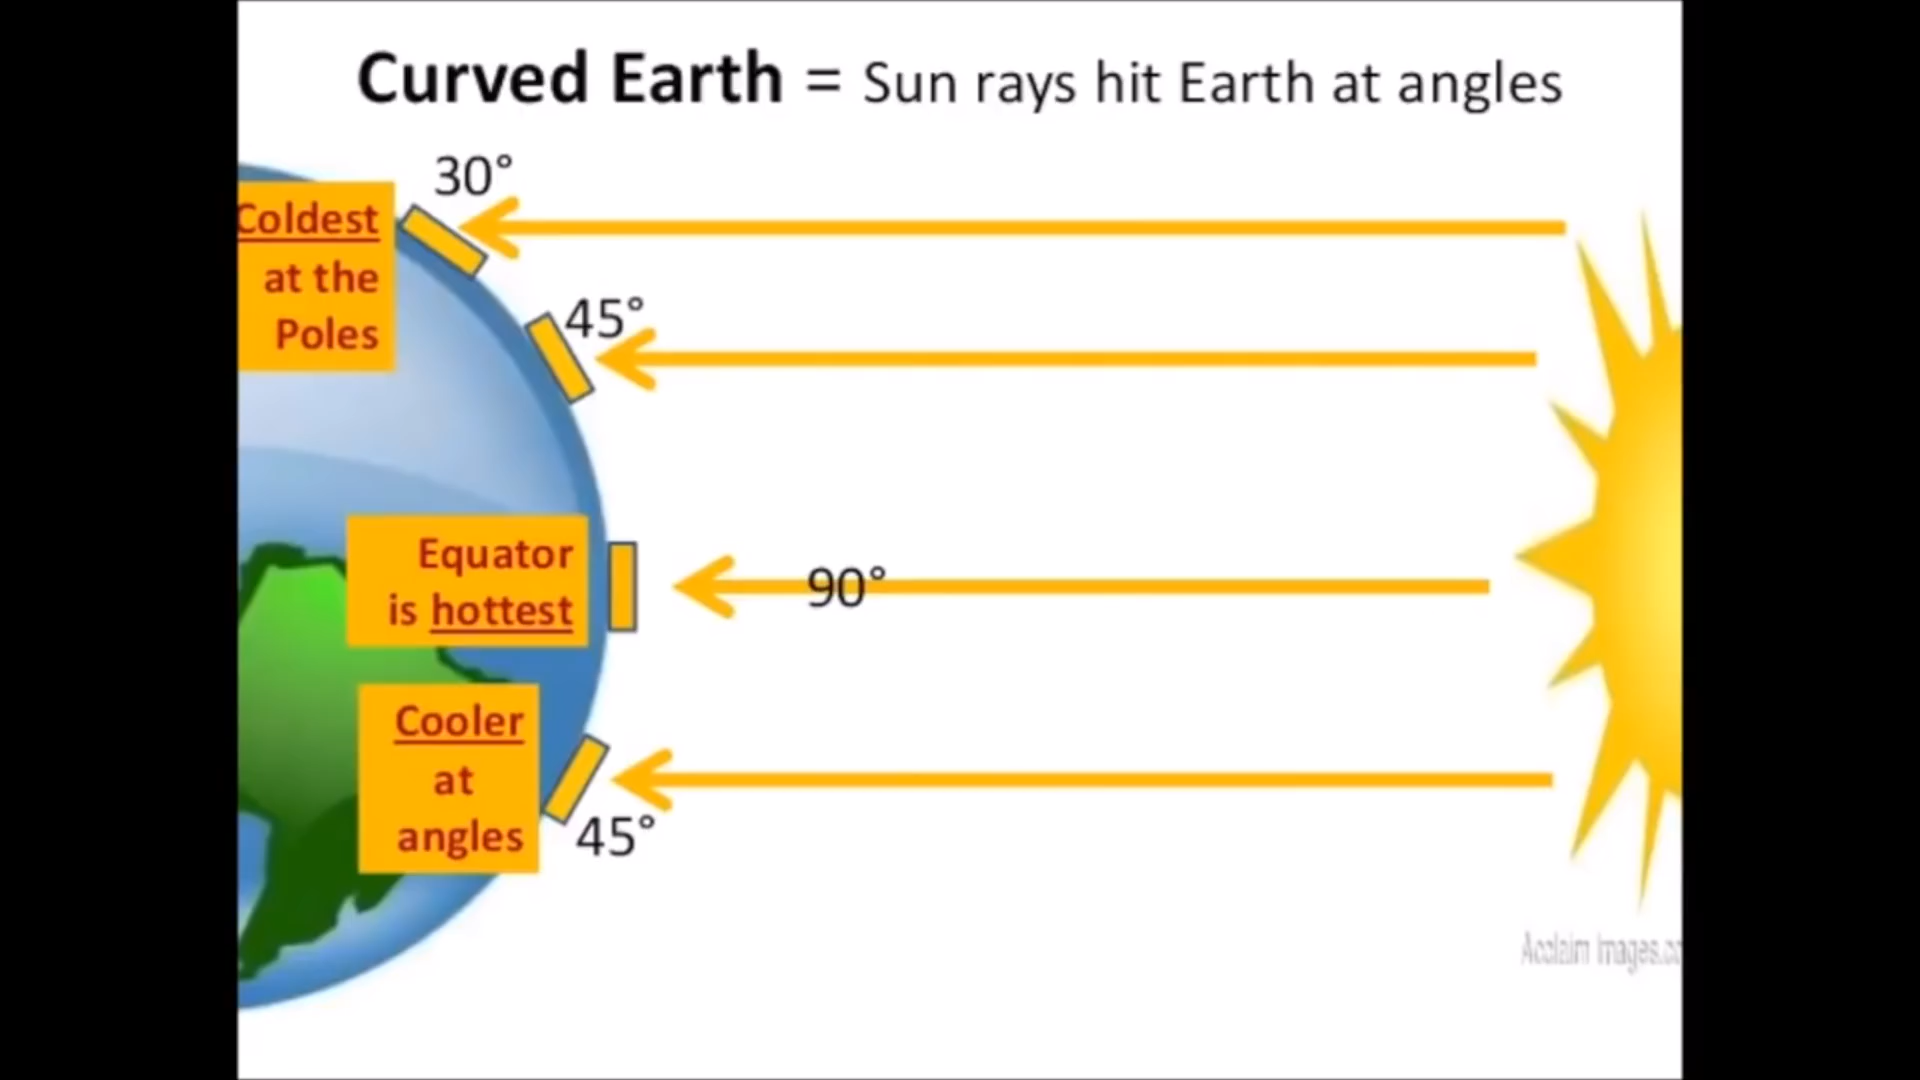 Curved Earth = Sun rays hit Earth at angles
30°
Coldest
at the
Poles
45°
Equator
is hottest
90°
Cooler
at
angles
45°
Acclaim Images.co